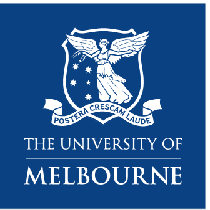 POSTERA CRESCAM LAUDE
THE UNIVERSITY OF
MELBOURNE